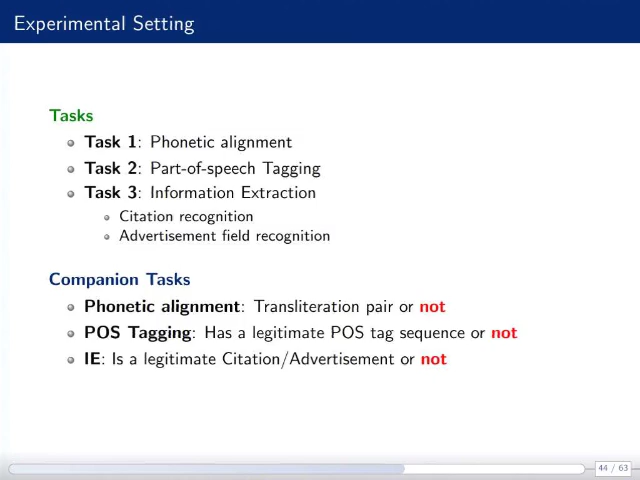 Experimental Setting
Tasks
Task 1: Phonetic alignment
Task 2: Part-of-speech Tagging
Task 3: Information Extraction
Citation recognition
Advertisement field recognition
Companion Tasks
Phonetic alignment: Transliteration pair or not
POS Tagging: Has a legitimate POS tag sequence or not
IE: Is a legitimate Citation/Advertisement or not
44 / 63